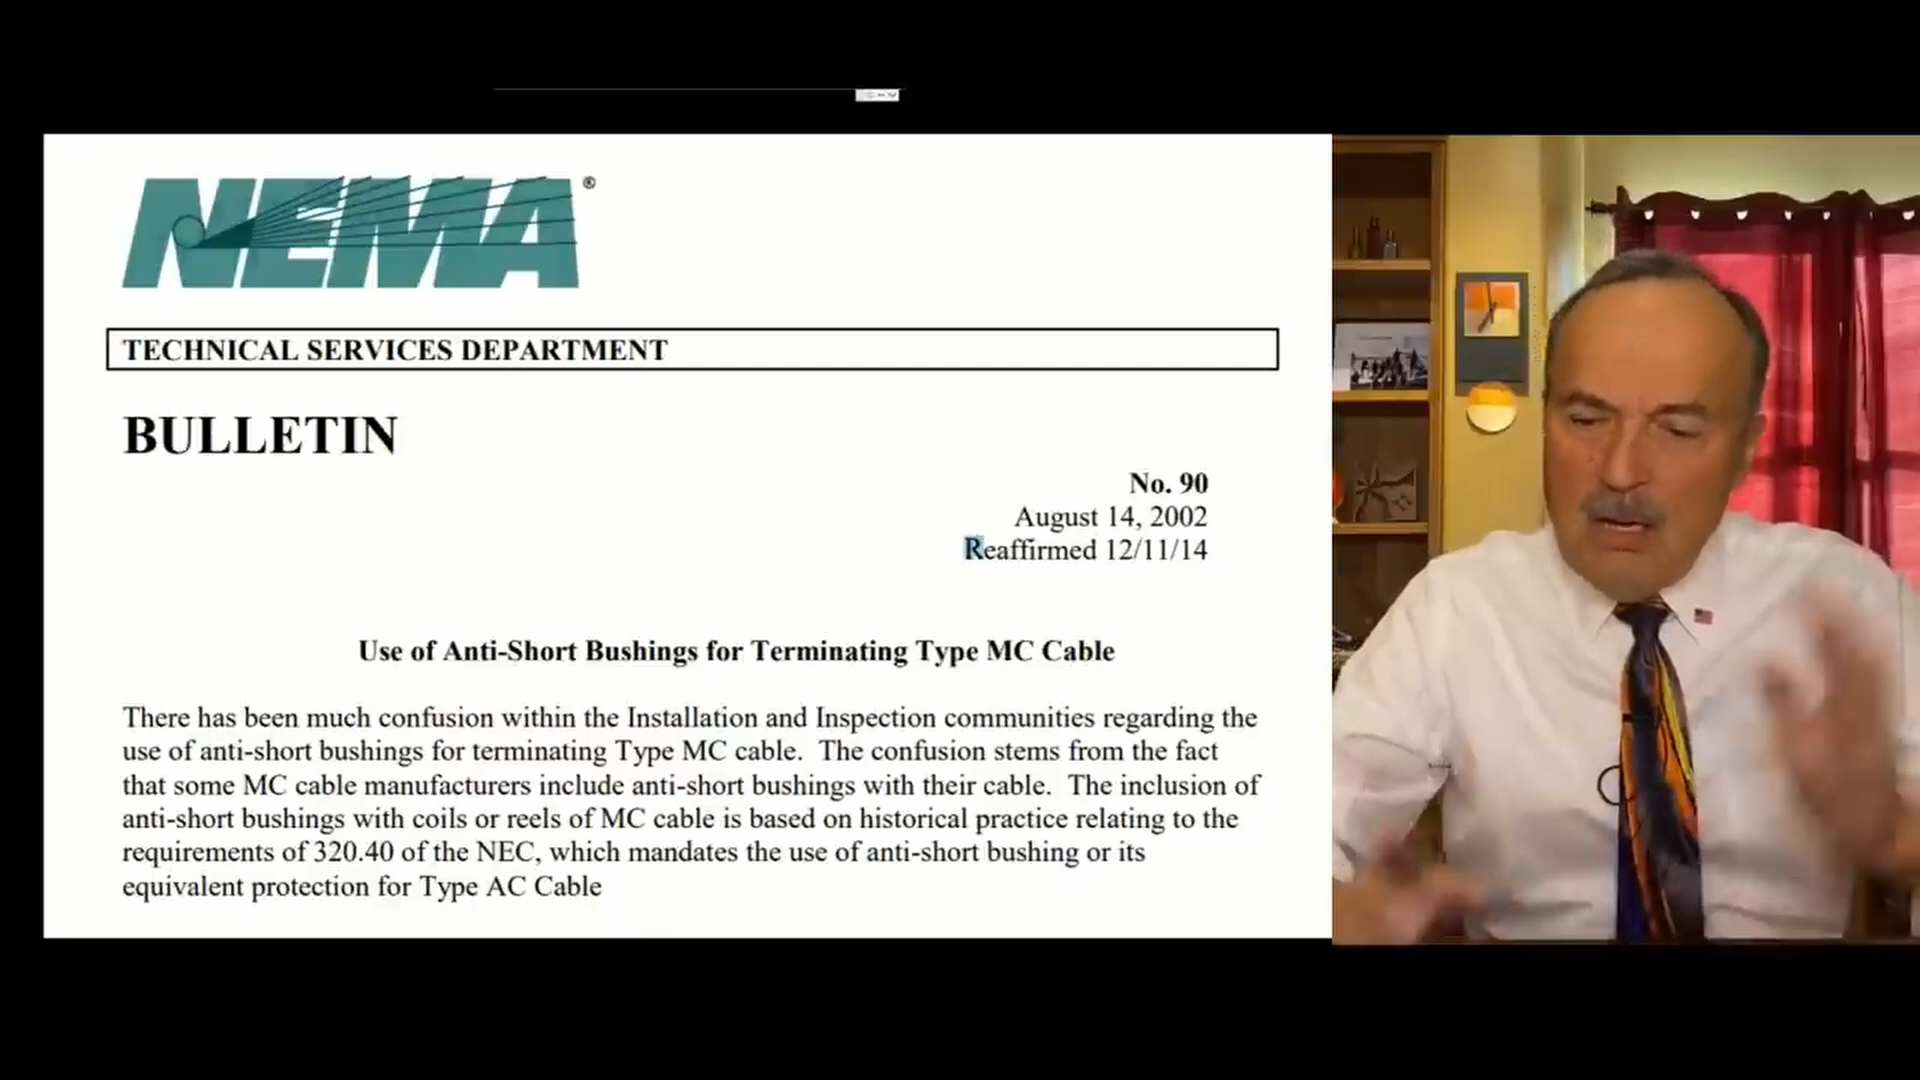 NEMA®
TECHNICAL SERVICES DEPARTMENT
BULLETIN
No. 90
August 14, 2002
Reaffirmed 12/11/14
Use of Anti-Short Bushings for Terminating Type MC Cable
There has been much confusion within the Installation and Inspection communities regarding the
use of anti-short bushings for terminating Type MC cable. The confusion stems from the fact
that some MC cable manufacturers include anti-short bushings with their cable. The inclusion of
anti-short bushings with coils or reels of MC cable is based on historical practice relating to the
requirements of 320.40 of the NEC, which mandates the use of anti-short bushing or its
equivalent protection for Type AC Cable